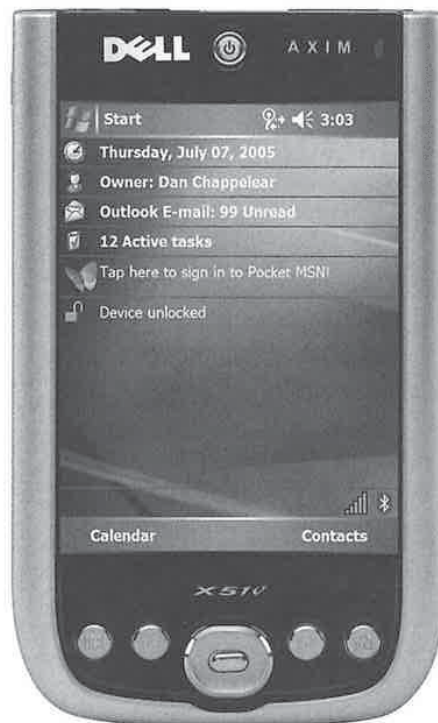 DELL AXIM
Start 3:03
Thursday, July 07, 2005
Owner: Dan Chappelear
Outlook E-mail: 99 Unread
12 Active tasks
Tap here to sign in to Pocket MSN!
Device unlocked
Calendar Contacts
X51v